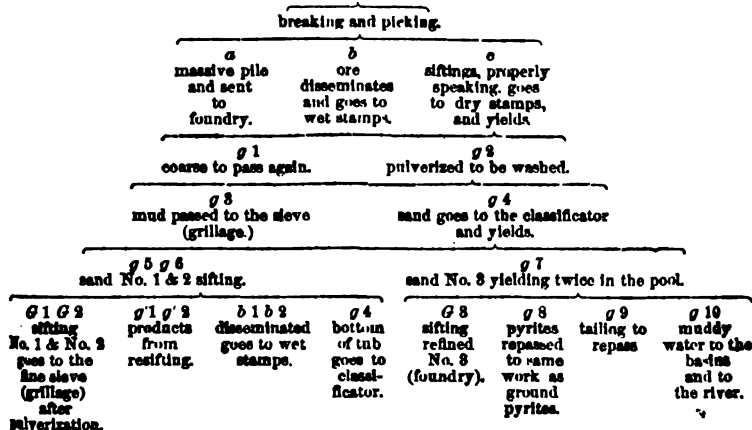 breaking and picking.
a b c
massive pile ore siftings, properly
and sent disseminates speaking. goes
to and goes to to dry stamps,
foundry. wet stamps. and yields
g 1 g 2
coarse to pass again. pulverized to be washed.
g 3 g 4
mud passed to the sieve sand goes to the classificator
(grillage.) and yields.
g 5 g 6 g 7
sand No. 1 & 2 sifting. sand No. 3 yielding twice in the pool.
G 1 G 2 g'1 g' 2 b 1 b 2 g 4 G 3 g 8 g 9 g 10
sifting products disseminated bottom sifting pyrites tailing to muddy
No. 1 & No. 2 from goes to wet of tub refined repassed repass water to the
goes to the resifting. stamps. goes to No. 3 to same basins
fine sieve classi- (foundry). work as and to
(grillage) ficator. ground the river.
after pyrites.
pulverization.